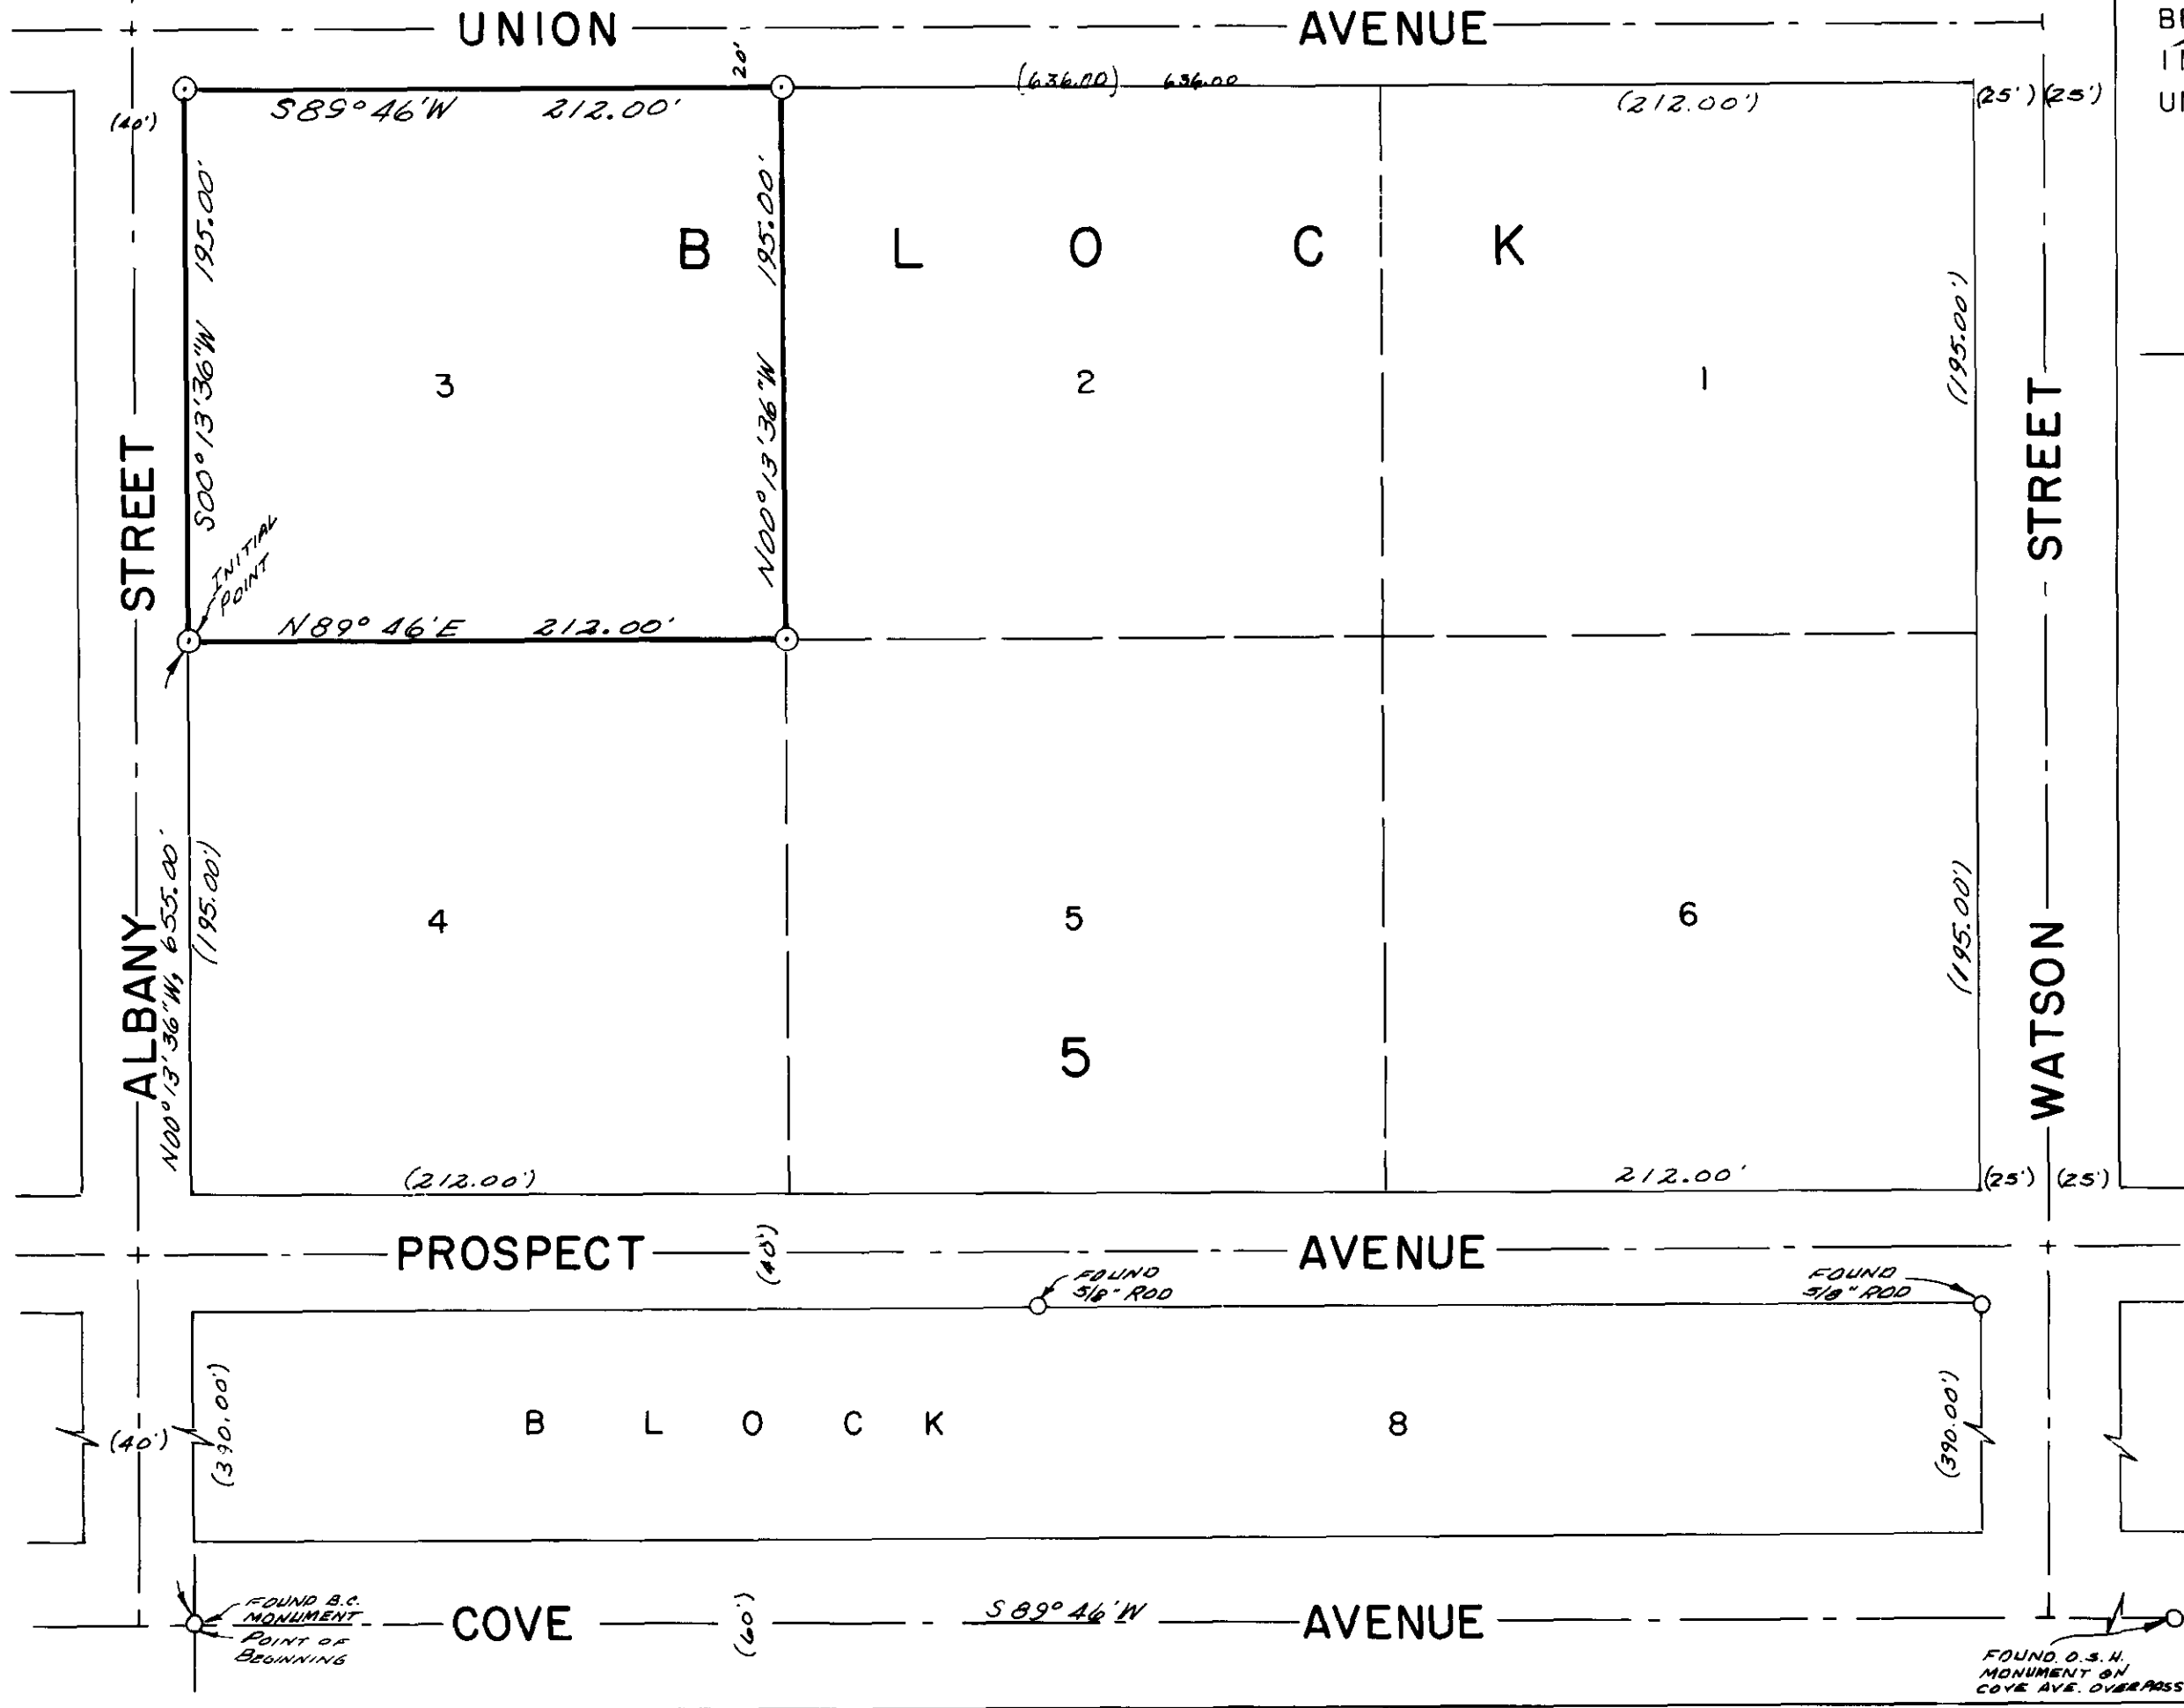 UNION AVENUE
20'
(636.00) 636.00
(212.00')
(25') (25')
(40')
S89° 46'W 212.00'
S00° 13'36"W 195.00'
N00° 13'36"W 195.00'
(195.00')
B L O C K
3
2
1
ALBANY STREET
WATSON STREET
INITIAL
POINT
N89° 46'E 212.00'
N00° 13'36"W, 655.00'
(195.00')
(195.00')
4
5
6
5
(212.00')
212.00'
(25') (25')
PROSPECT AVENUE
(40')
FOUND
5/8" ROD
FOUND
5/8" ROD
(40')
(390.00')
B L O C K 8
(390.00')
FOUND B.C.
MONUMENT
POINT OF
BEGINNING
COVE AVENUE
(60')
S89° 46'W
FOUND O.S.H.
MONUMENT ON
COVE AVE. OVERPASS